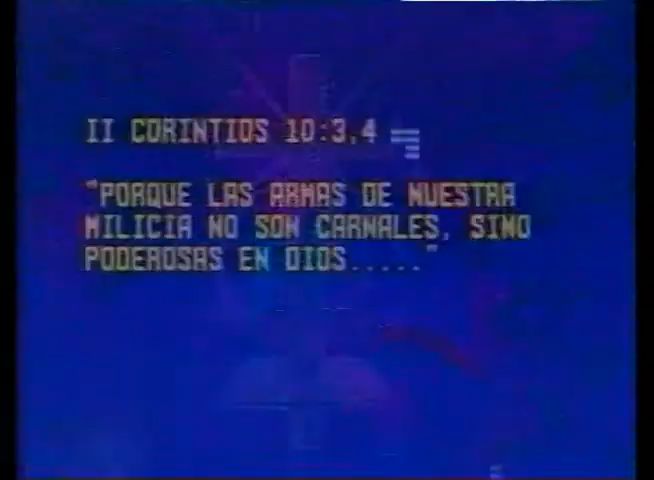 II CORINTIOS 10:3,4
"PORQUE LAS ARMAS DE NUESTRA
MILICIA NO SON CARNALES, SINO
PODEROSAS EN DIOS....."